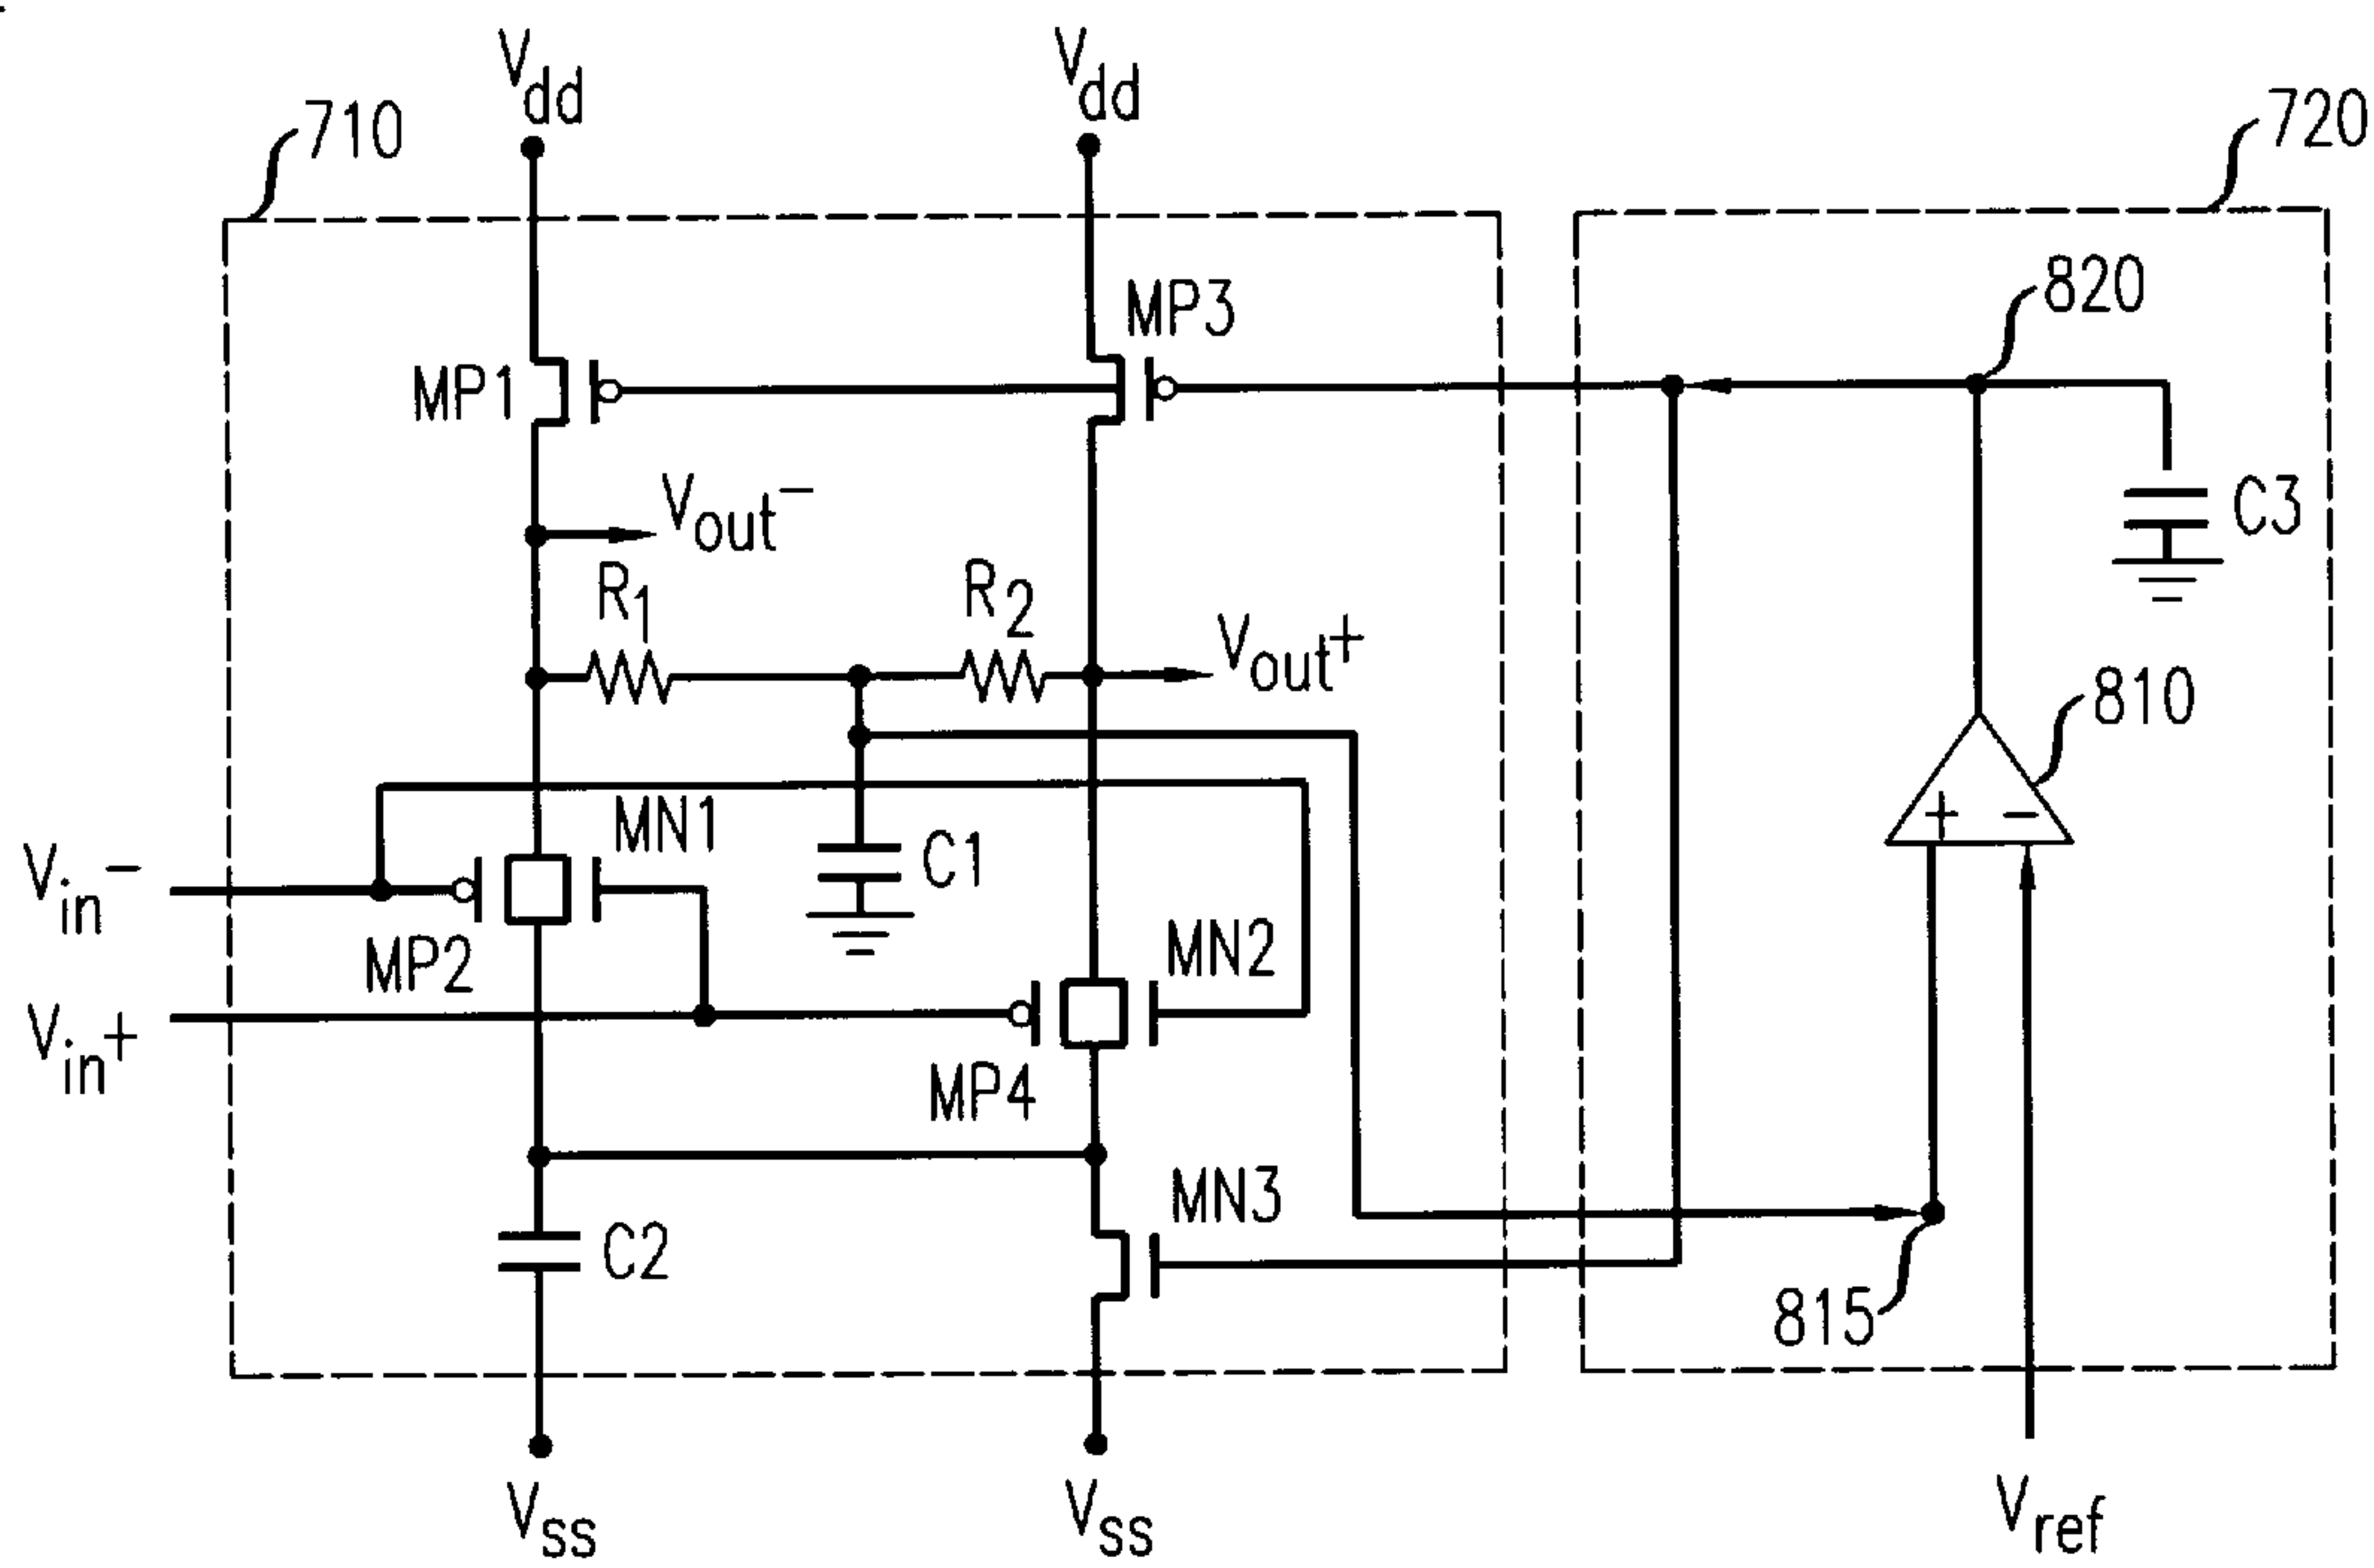 Vdd
Vdd
710
720
820
MP3
MP1
Vout-
C3
R1
R2
Vout+
810
+ -
MN1
C1
Vin-
MN2
MP2
Vin+
MP4
MN3
C2
815
Vss
Vss
Vref